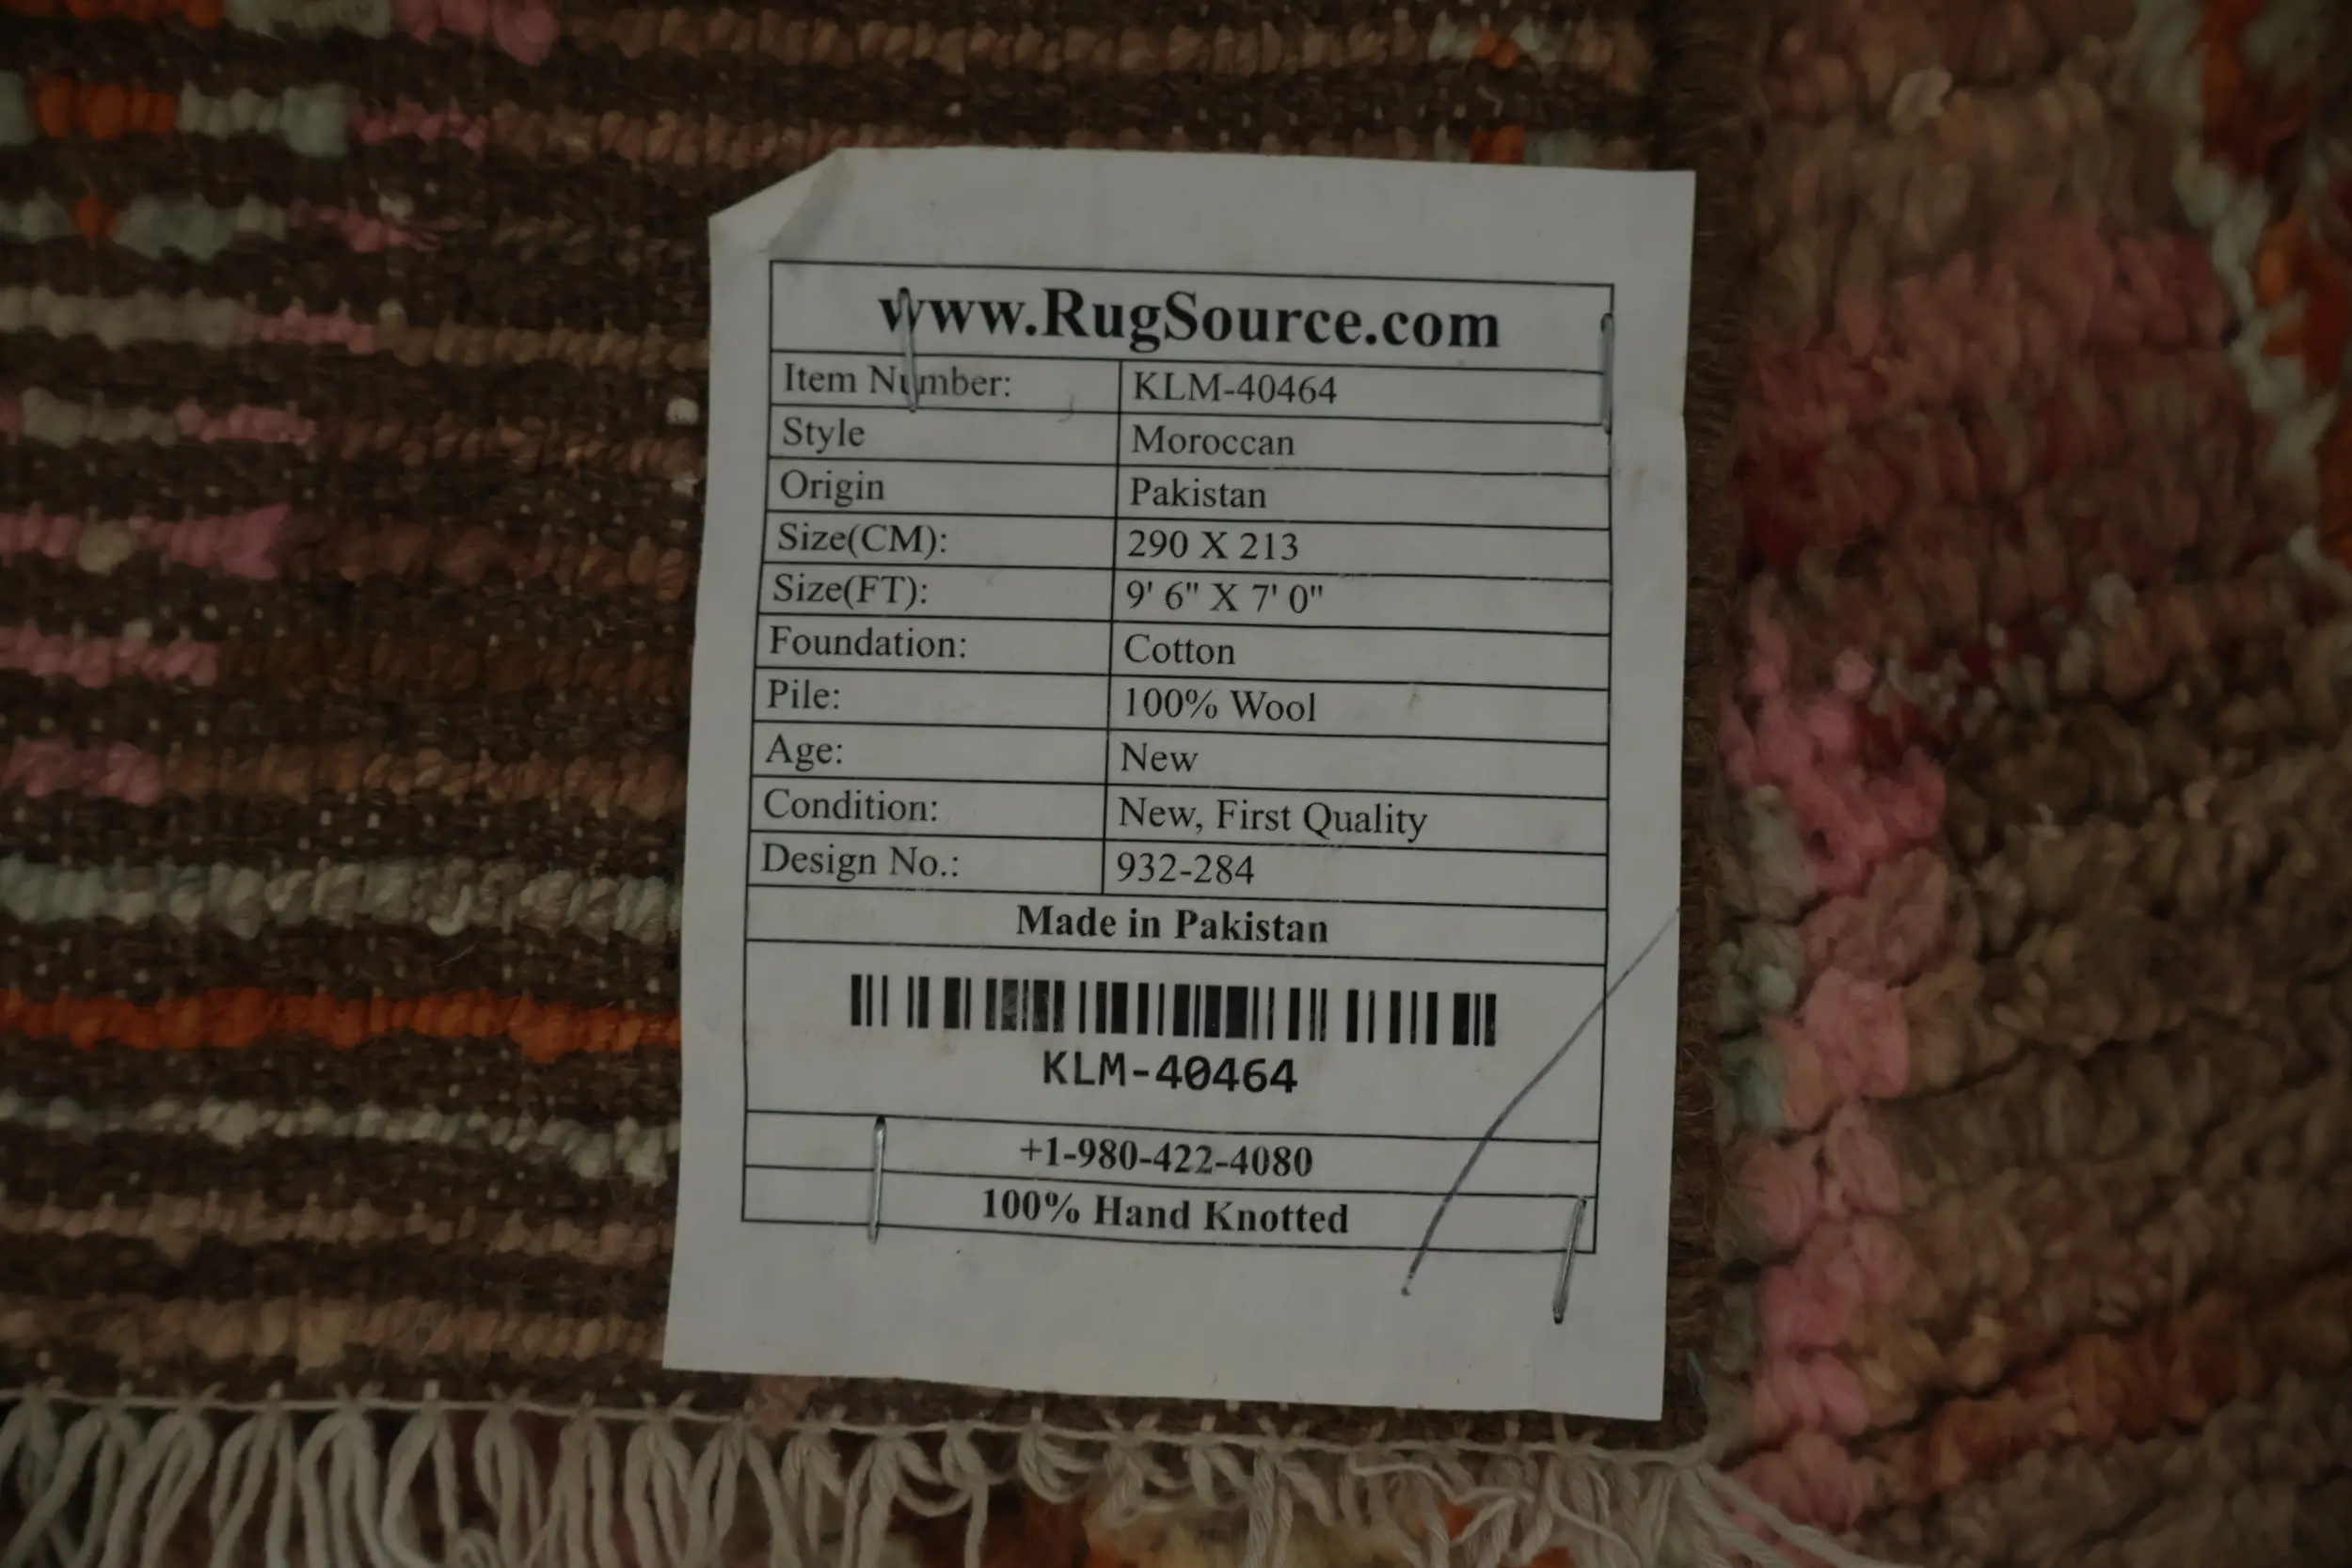 www.RugSource.com
Item Number: KLM-40464
Style Moroccan
Origin Pakistan
Size(CM): 290 X 213
Size(FT): 9' 6" X 7' 0"
Foundation: Cotton
Pile: 100% Wool
Age: New
Condition: New, First Quality
Design No.: 932-284
Made in Pakistan
KLM-40464
+1-980-422-4080
100% Hand Knotted